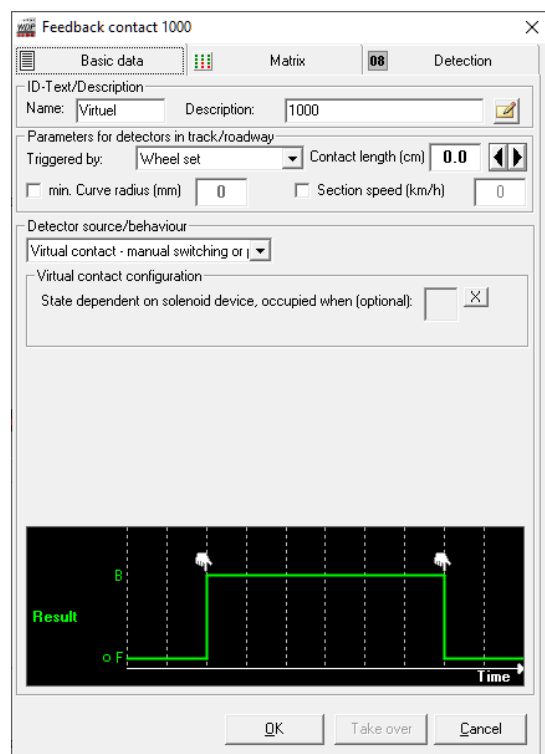 WDP Feedback contact 1000
Basic data Matrix 08 Detection
ID-Text/Description
Name: Virtuel Description: 1000
Parameters for detectors in track/roadway
Triggered by: Wheel set Contact length (cm) 0.0
min. Curve radius (mm) 0 Section speed (km/h) 0
Detector source/behaviour
Virtual contact - manual switching or
Virtual contact configuration
State dependent on solenoid device, occupied when (optional): X
B
Result
o F
Time
OK Take over Cancel